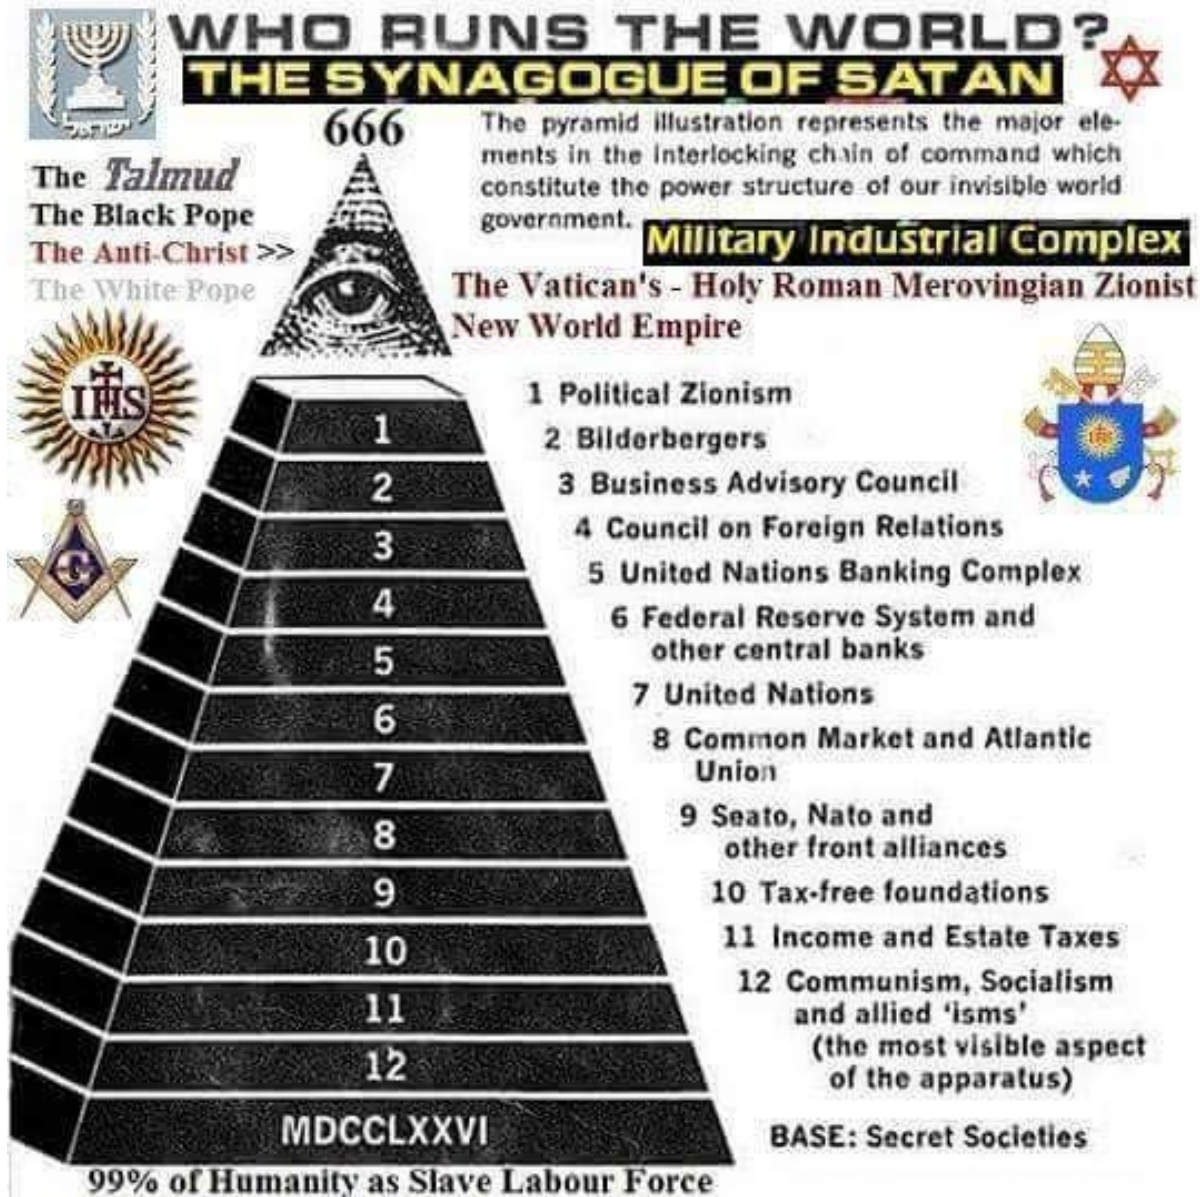 WHO RUNS THE WORLD?
THE SYNAGOGUE OF SATAN
ישראל
666
The pyramid illustration represents the major ele-
ments in the interlocking chain of command which
constitute the power structure of our invisible world
government.
The Talmud
The Black Pope
The Anti-Christ >>
The White Pope
Military Industrial Complex
The Vatican's - Holy Roman Merovingian Zionist
New World Empire
IHS
G
IHS
1 Political Zionism
2 Bilderbergers
3 Business Advisory Council
4 Council on Foreign Relations
5 United Nations Banking Complex
6 Federal Reserve System and
other central banks
7 United Nations
8 Common Market and Atlantic
Union
9 Seato, Nato and
other front alliances
10 Tax-free foundations
11 Income and Estate Taxes
12 Communism, Socialism
and allied 'isms'
(the most visible aspect
of the apparatus)
BASE: Secret Societies
1
2
3
4
5
6
7
8
9
10
11
12
MDCCLXXVI
99% of Humanity as Slave Labour Force